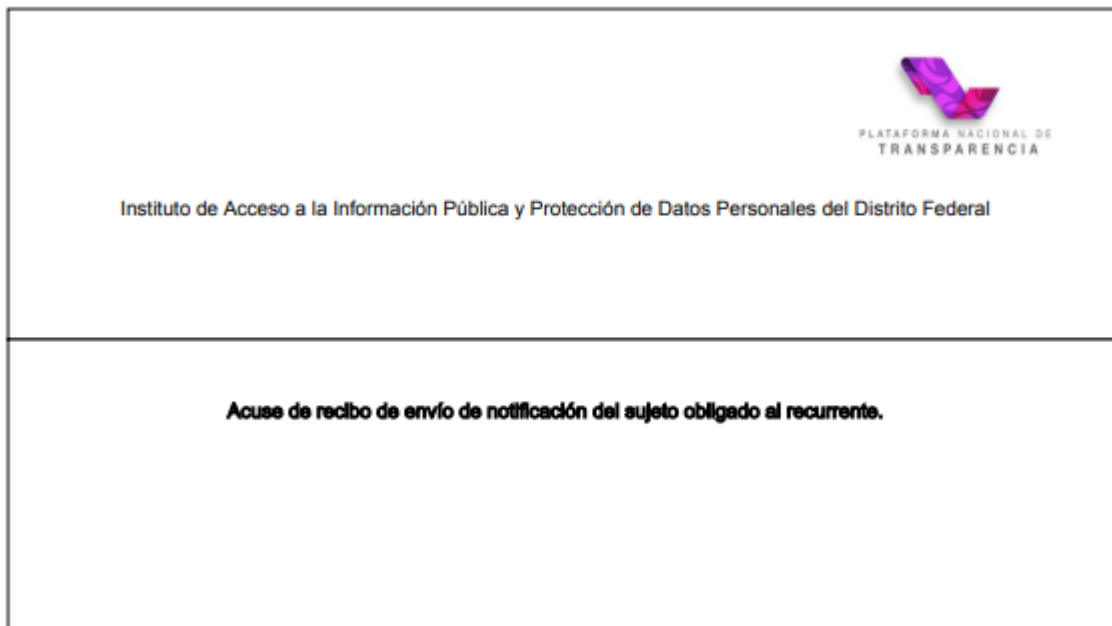 PLATAFORMA NACIONAL DE
TRANSPARENCIA
Instituto de Acceso a la Información Pública y Protección de Datos Personales del Distrito Federal
Acuse de recibo de envío de notificación del sujeto obligado al recurrente.